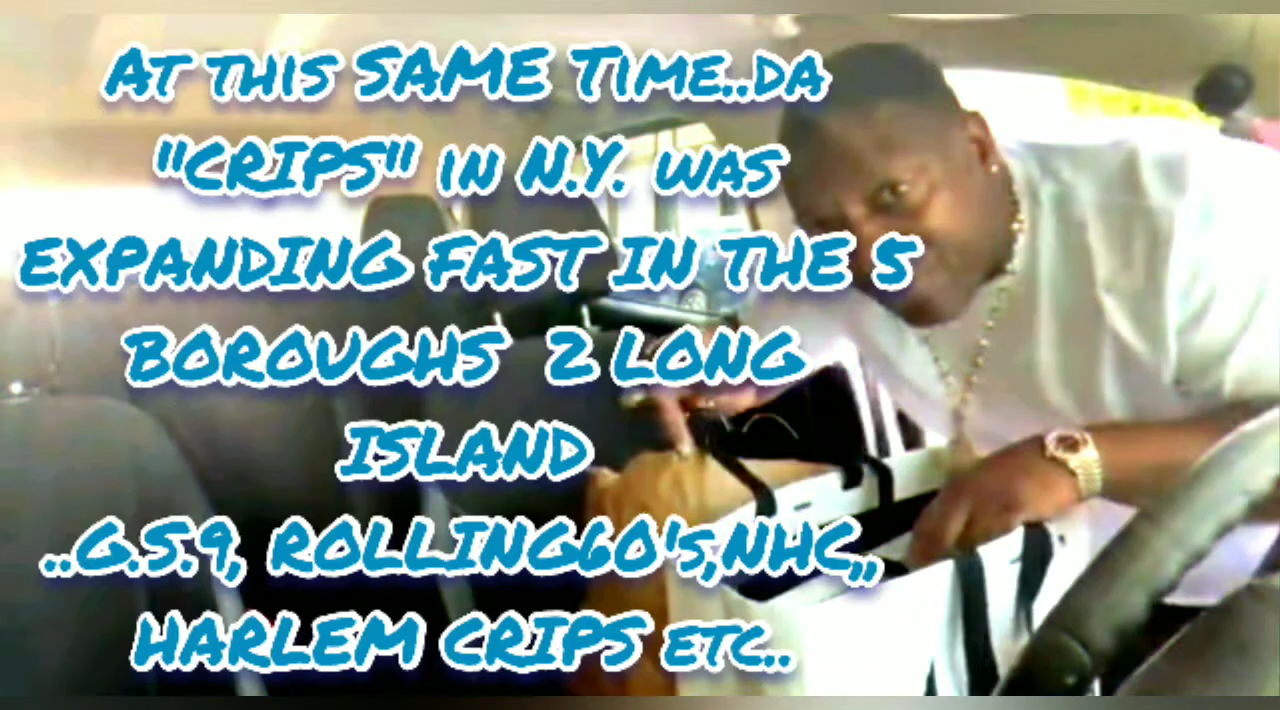 AT THIS SAME TIME..DA
"CRIPS" IN N.Y. WAS
EXPANDING FAST IN THE 5
BOROUGHS 2 LONG
ISLAND
..G.S.9, ROLLING60'S,NHC,,
HARLEM CRIPS ETC..